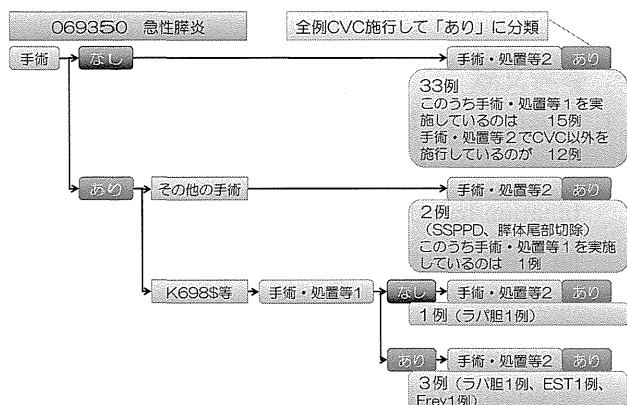 069350 急性膵炎
全例CVC施行して「あり」に分類
手術
なし
手術・処置等2
あり
33例
このうち手術・処置等1を実
施しているのは 15例
手術・処置等2でCVC以外を
施行しているのが 12例
あり
その他の手術
手術・処置等2
あり
2例
(SSPPD、膵体尾部切除)
このうち手術・処置等1を実施
しているのは 1例
K698$等
手術・処置等1
なし
手術・処置等2
あり
1例(ラパ胆1例)
あり
手術・処置等2
あり
3例(ラパ胆1例、EST1例、
Frey1例)